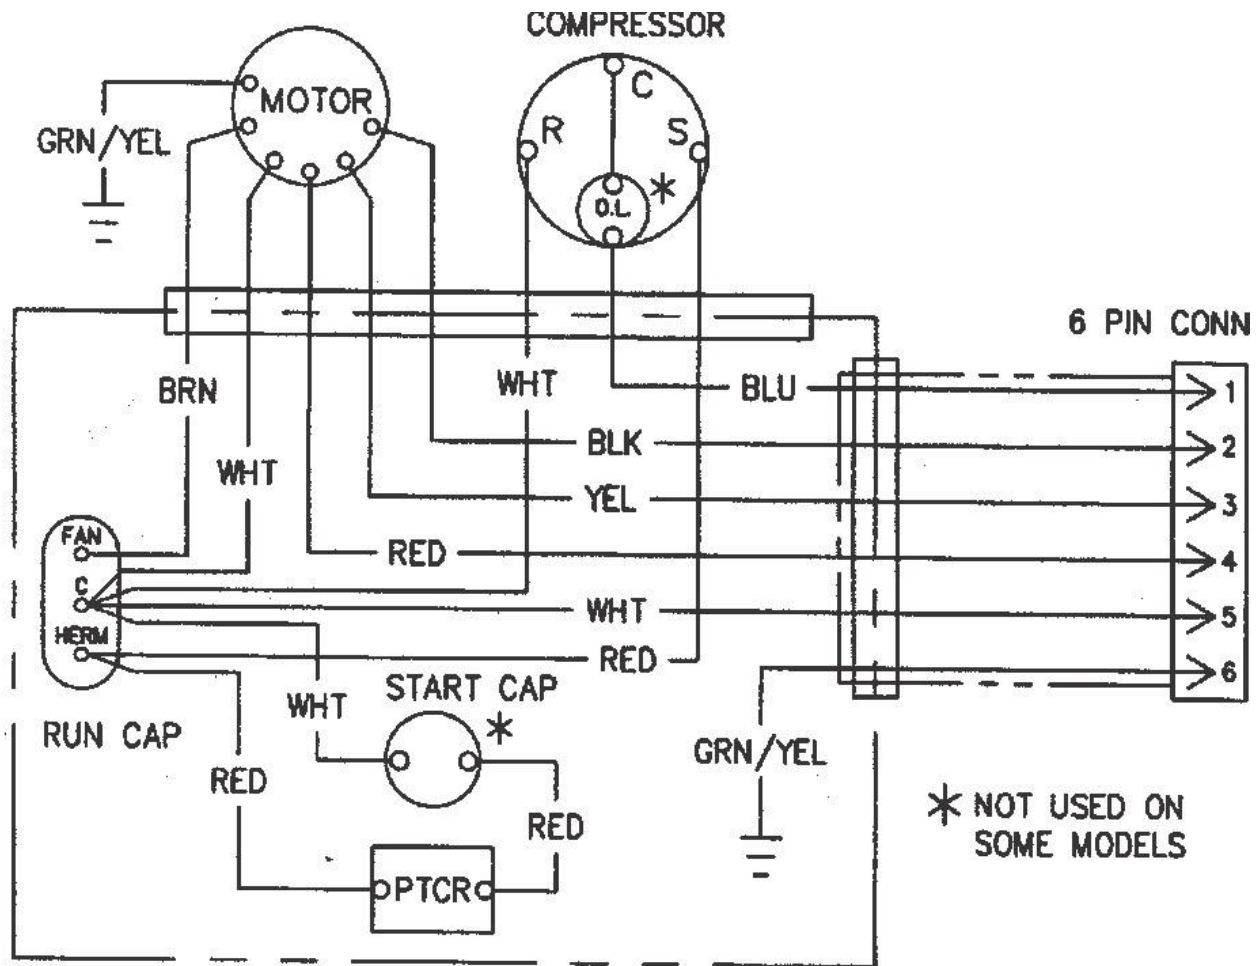 COMPRESSOR
MOTOR
C
R
S
O.L.
*
GRN/YEL
6 PIN CONN
BRN
WHT
BLU
1
BLK
2
WHT
YEL
3
FAN
RED
4
C
WHT
5
HERM
RED
6
START CAP
*
WHT
RUN CAP
GRN/YEL
RED
RED
* NOT USED ON
SOME MODELS
PTCR